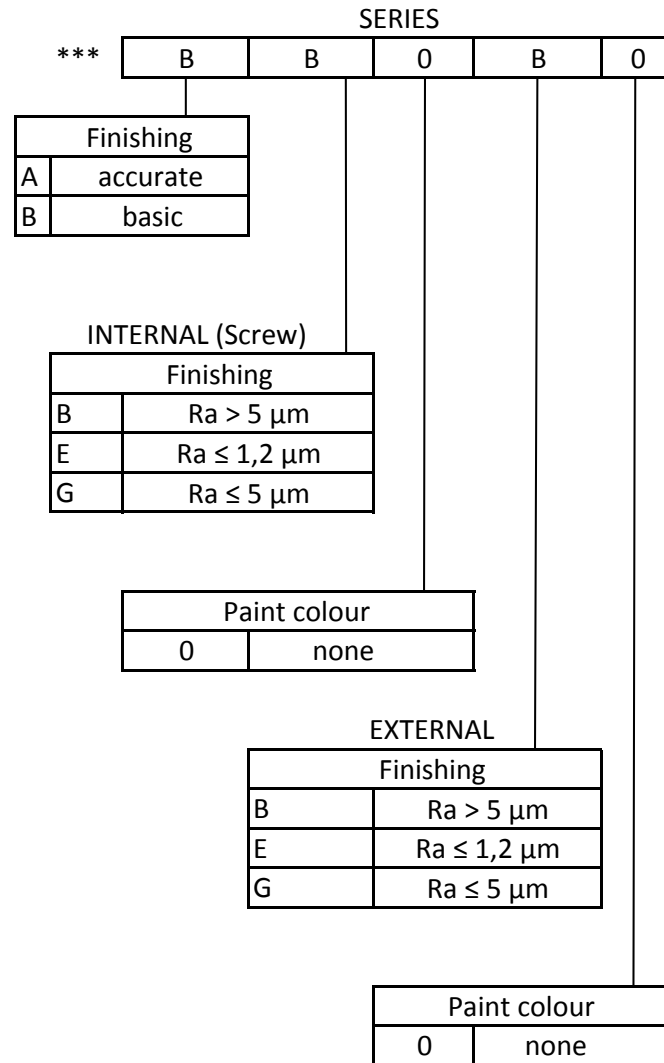 SERIES
*** B B 0 B 0
Finishing
A accurate
B basic
INTERNAL (Screw)
Finishing
B Ra > 5 µm
E Ra ≤ 1,2 µm
G Ra ≤ 5 µm
Paint colour
0 none
EXTERNAL
Finishing
B Ra > 5 µm
E Ra ≤ 1,2 µm
G Ra ≤ 5 µm
Paint colour
0 none